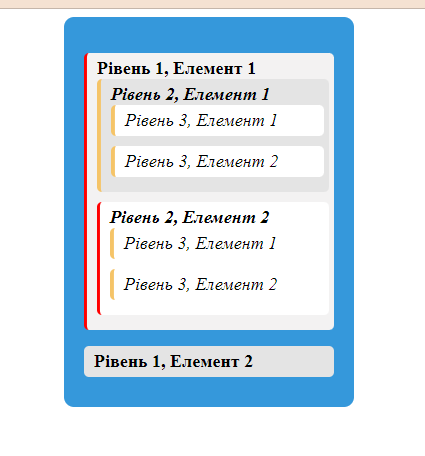 Рівень 1, Елемент 1
Рівень 2, Елемент 1
Рівень 3, Елемент 1
Рівень 3, Елемент 2
Рівень 2, Елемент 2
Рівень 3, Елемент 1
Рівень 3, Елемент 2
Рівень 1, Елемент 2